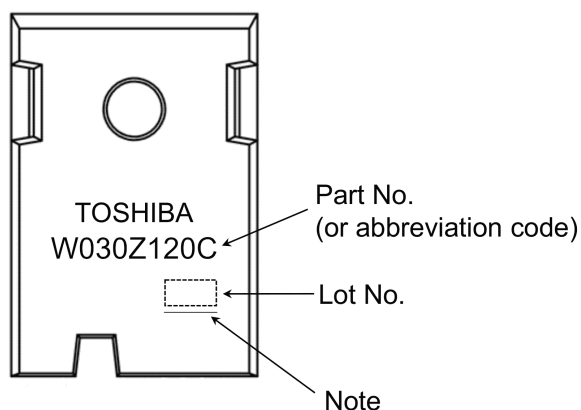 TOSHIBA
W030Z120C
Part No.
(or abbreviation code)
Lot No.
Note